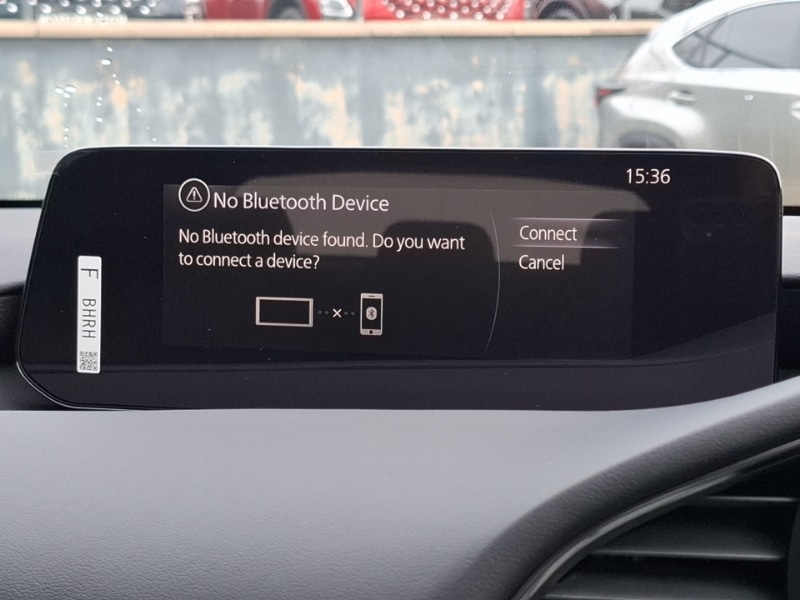 15:36
No Bluetooth Device
No Bluetooth device found. Do you want
to connect a device?
Connect
Cancel
F BHRH